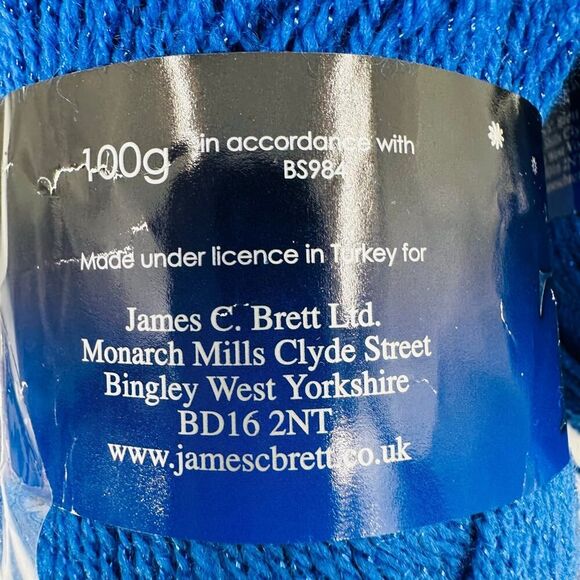 100g in accordance with
BS984
Made under licence in Turkey for
James C. Brett Ltd.
Monarch Mills Clyde Street
Bingley West Yorkshire
BD16 2NT
www.jamescbrett.co.uk